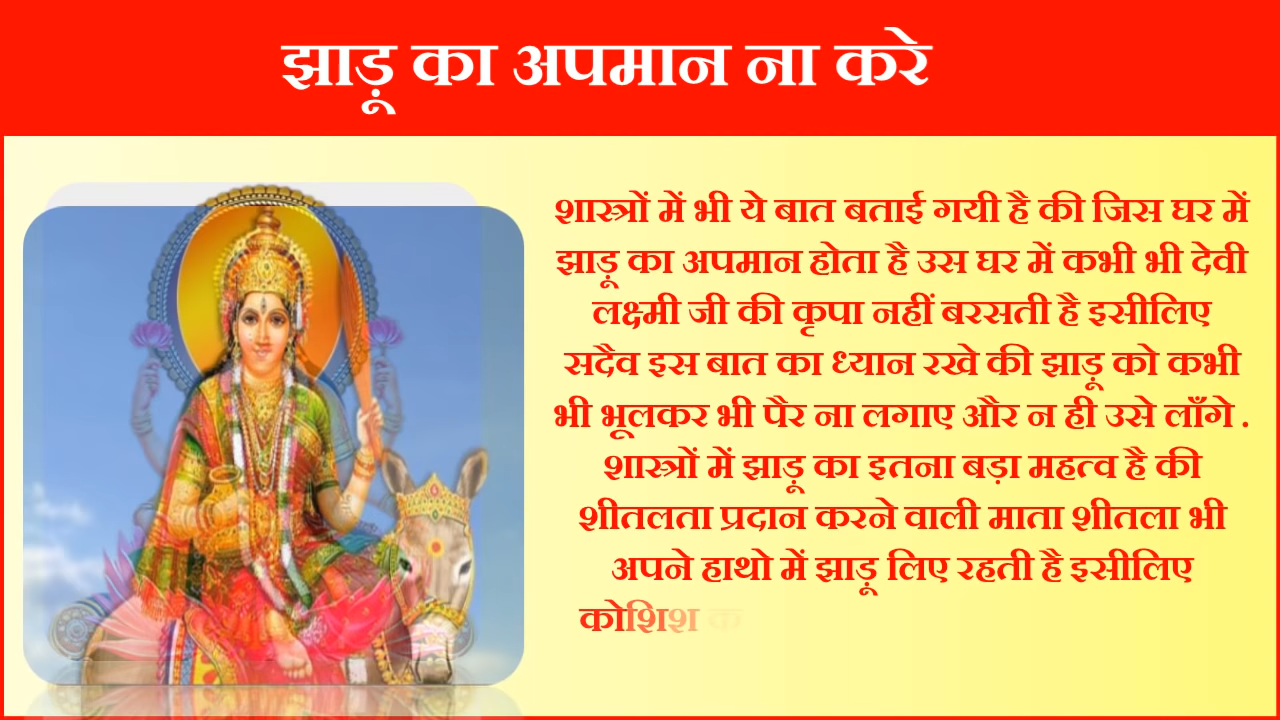 झाड़ू का अपमान ना करे
शास्त्रों में भी ये बात बताई गयी है की जिस घर में
झाड़ू का अपमान होता है उस घर में कभी भी देवी
लक्ष्मी जी की कृपा नहीं बरसती है इसीलिए
सदैव इस बात का ध्यान रखे की झाड़ू को कभी
भी भूलकर भी पैर ना लगाए और न ही उसे लाँगे .
शास्त्रों में झाड़ू का इतना बड़ा महत्व है की
शीतलता प्रदान करने वाली माता शीतला भी
अपने हाथो में झाड़ू लिए रहती है इसीलिए
कोशिश